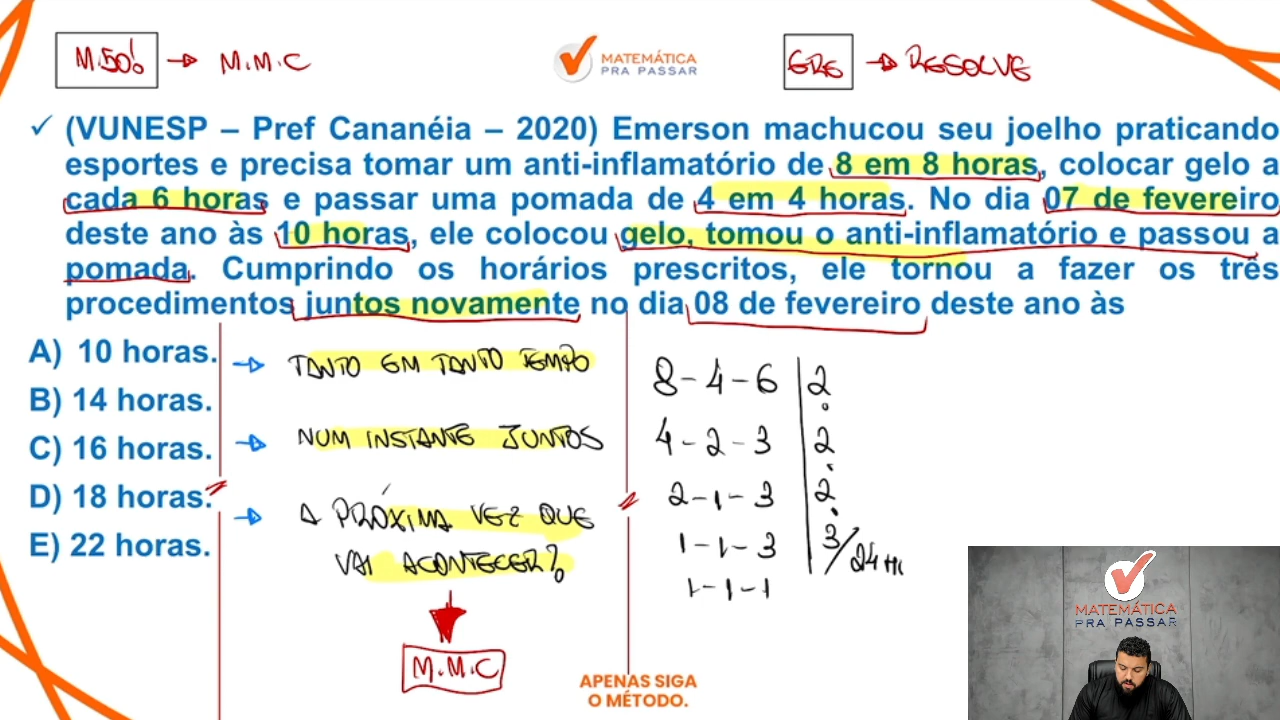 M.50! → M.M.C
MATEMÁTICA
PRA PASSAR
→ RESOLVE
✓ (VUNESP – Pref Cananéia – 2020) Emerson machucou seu joelho praticando
esportes e precisa tomar um anti-inflamatório de 8 em 8 horas, colocar gelo a
cada 6 horas e passar uma pomada de 4 em 4 horas. No dia 07 de fevereiro
deste ano às 10 horas, ele colocou gelo, tomou o anti-inflamatório e passou a
pomada. Cumprindo os horários prescritos, ele tornou a fazer os três
procedimentos juntos novamente no dia 08 de fevereiro deste ano às
A) 10 horas.
B) 14 horas.
C) 16 horas.
D) 18 horas.
E) 22 horas.
→ TANTO EM TANTO TEMPO
→ NUM INSTANTE JUNTOS
→ A PRÓXIMA VEZ QUE
VAI ACONTECER?
M.M.C
8-4-6 | 2
4-2-3 | 2
2-1-3 | 2
1-1-3 | 3/24 H
1-1-1
MATEMÁTICA
PRA PASSAR
APENAS SIGA
O MÉTODO.